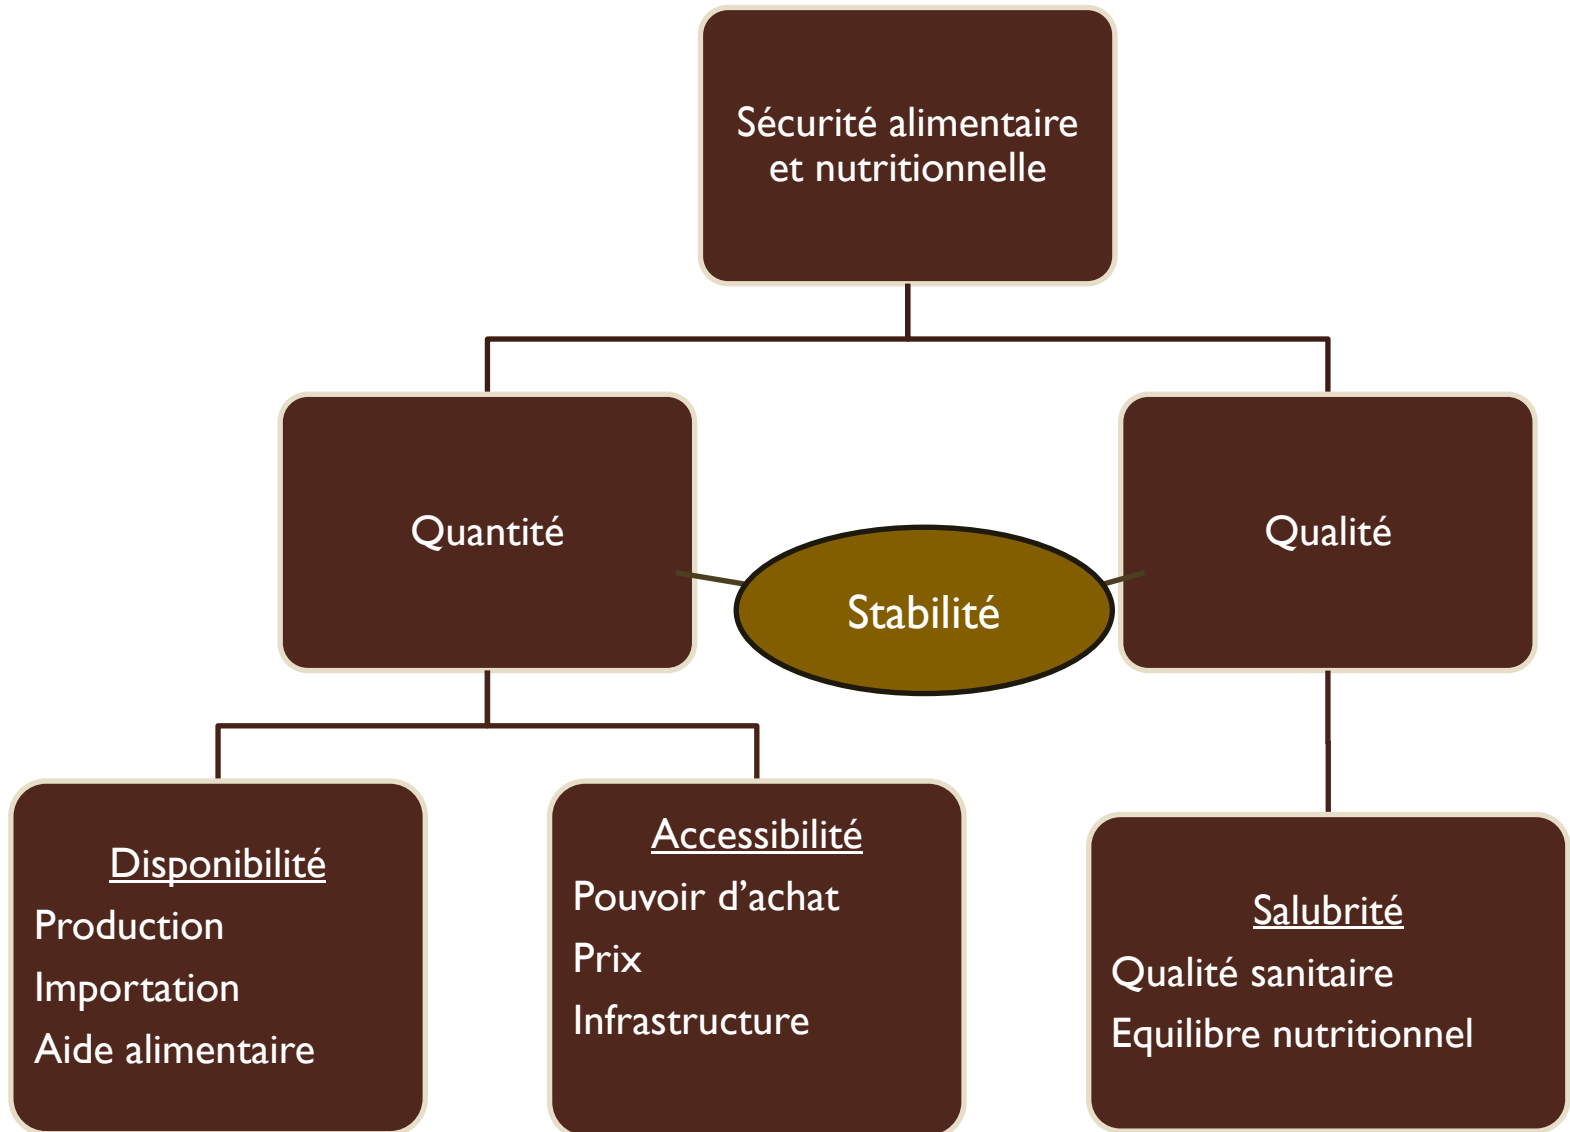 Sécurité alimentaire
et nutritionnelle
Quantité
Qualité
Stabilité
Disponibilité
Production
Importation
Aide alimentaire
Accessibilité
Pouvoir d’achat
Prix
Infrastructure
Salubrité
Qualité sanitaire
Equilibre nutritionnel